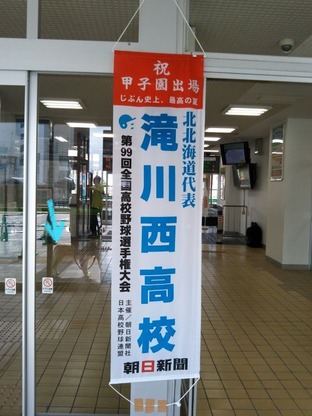 祝
甲子園出場
じぶん史上、最高の夏
北北海道代表
滝川西高校
第99回全国高校野球選手権大会
主催/朝日新聞社
日本高校野球連盟
朝日新聞